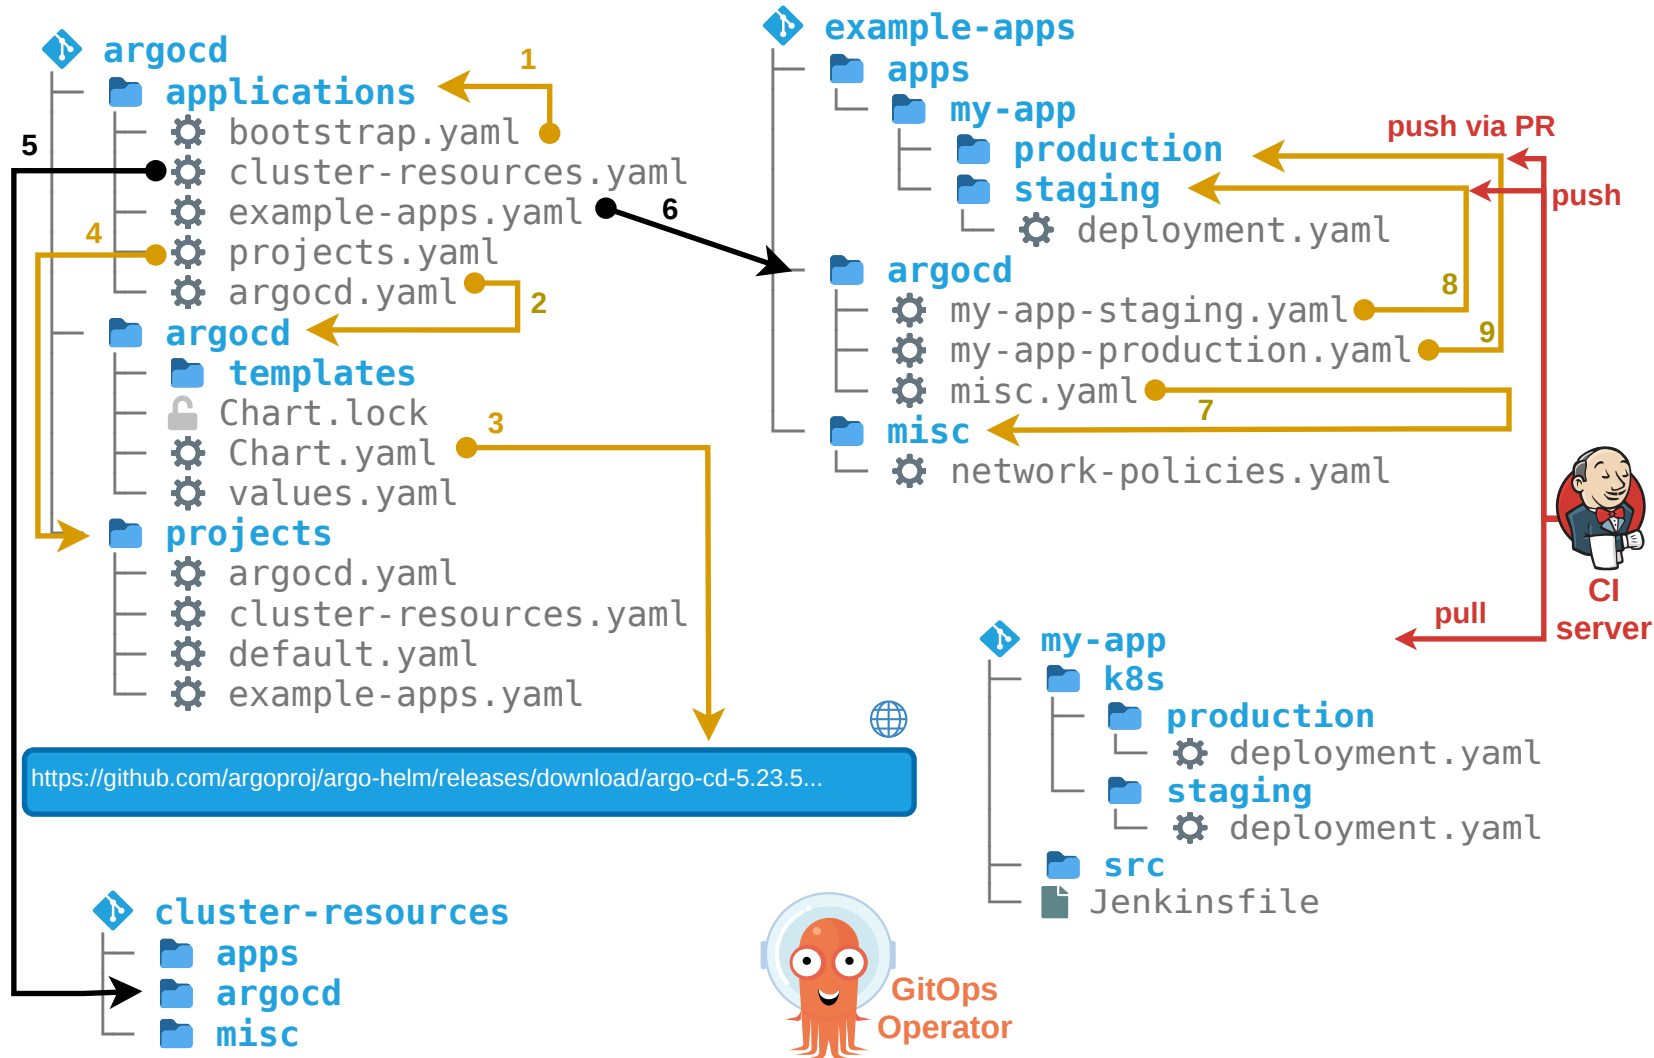 argocd
applications
1
bootstrap.yaml
5
cluster-resources.yaml
example-apps.yaml
6
4
projects.yaml
argocd.yaml
2
argocd
templates
Chart.lock
3
Chart.yaml
values.yaml
projects
argocd.yaml
cluster-resources.yaml
default.yaml
example-apps.yaml
https://github.com/argoproj/argo-helm/releases/download/argo-cd-5.23.5...
cluster-resources
apps
argocd
misc
example-apps
apps
my-app
push via PR
production
staging
push
deployment.yaml
argocd
8
my-app-staging.yaml
9
my-app-production.yaml
misc.yaml
7
misc
network-policies.yaml
CI
server
pull
my-app
k8s
production
deployment.yaml
staging
deployment.yaml
src
Jenkinsfile
GitOps
Operator